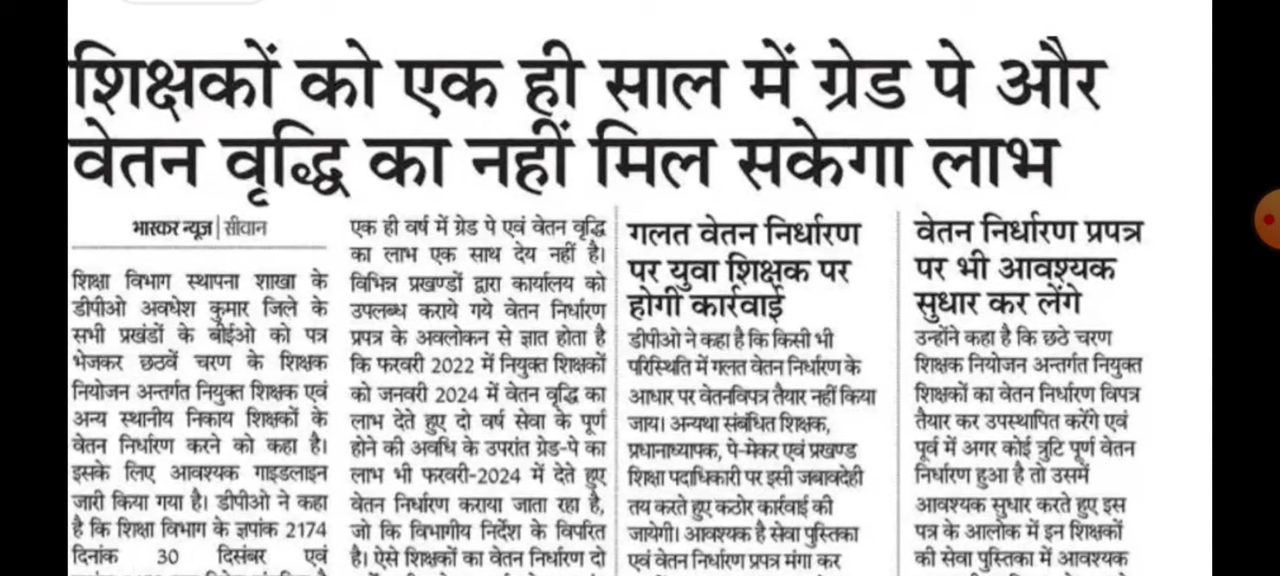 शिक्षकों को एक ही साल में ग्रेड पे और
वेतन वृद्धि का नहीं मिल सकेगा लाभ
भास्कर न्यूज | सीवान
शिक्षा विभाग स्थापना शाखा के
डीपीओ अवधेश कुमार जिले के
सभी प्रखंडों के बीईओ को पत्र
भेजकर छठवें चरण के शिक्षक
नियोजन अन्तर्गत नियुक्त शिक्षक एवं
अन्य स्थानीय निकाय शिक्षकों के
वेतन निर्धारण करने को कहा है।
इसके लिए आवश्यक गाइडलाइन
जारी किया गया है। डीपीओ ने कहा
है कि शिक्षा विभाग के ज्ञापांक 2174
दिनांक 30 दिसंबर एवं
एक ही वर्ष में ग्रेड पे एवं वेतन वृद्धि
का लाभ एक साथ देय नहीं है।
विभिन्न प्रखण्डों द्वारा कार्यालय को
उपलब्ध कराये गये वेतन निर्धारण
प्रपत्र के अवलोकन से ज्ञात होता है
कि फरवरी 2022 में नियुक्त शिक्षकों
को जनवरी 2024 में वेतन वृद्धि का
लाभ देते हुए दो वर्ष सेवा के पूर्ण
होने की अवधि के उपरांत ग्रेड-पे का
लाभ भी फरवरी-2024 में देते हुए
वेतन निर्धारण कराया जाता रहा है,
जो कि विभागीय निर्देश के विपरित
है। ऐसे शिक्षकों का वेतन निर्धारण दो
गलत वेतन निर्धारण
पर युवा शिक्षक पर
होगी कार्रवाई
डीपीओ ने कहा है कि किसी भी
परिस्थिति में गलत वेतन निर्धारण के
आधार पर वेतनविपत्र तैयार नहीं किया
जाय। अन्यथा संबंधित शिक्षक,
प्रधानाध्यापक, पे-मेकर एवं प्रखण्ड
शिक्षा पदाधिकारी पर इसी जबावदेही
तय करते हुए कठोर कार्रवाई की
जायेगी। आवश्यक है सेवा पुस्तिका
एवं वेतन निर्धारण प्रपत्र मंगा कर
वेतन निर्धारण प्रपत्र
पर भी आवश्यक
सुधार कर लेंगे
उन्होंने कहा है कि छठे चरण
शिक्षक नियोजन अन्तर्गत नियुक्त
शिक्षकों का वेतन निर्धारण विपत्र
तैयार कर उपस्थापित करेंगे एवं
पूर्व में अगर कोई त्रुटि पूर्ण वेतन
निर्धारण हुआ है तो उसमें
आवश्यक सुधार करते हुए इस
पत्र के आलोक में इन शिक्षकों
की सेवा पुस्तिका में आवश्यक